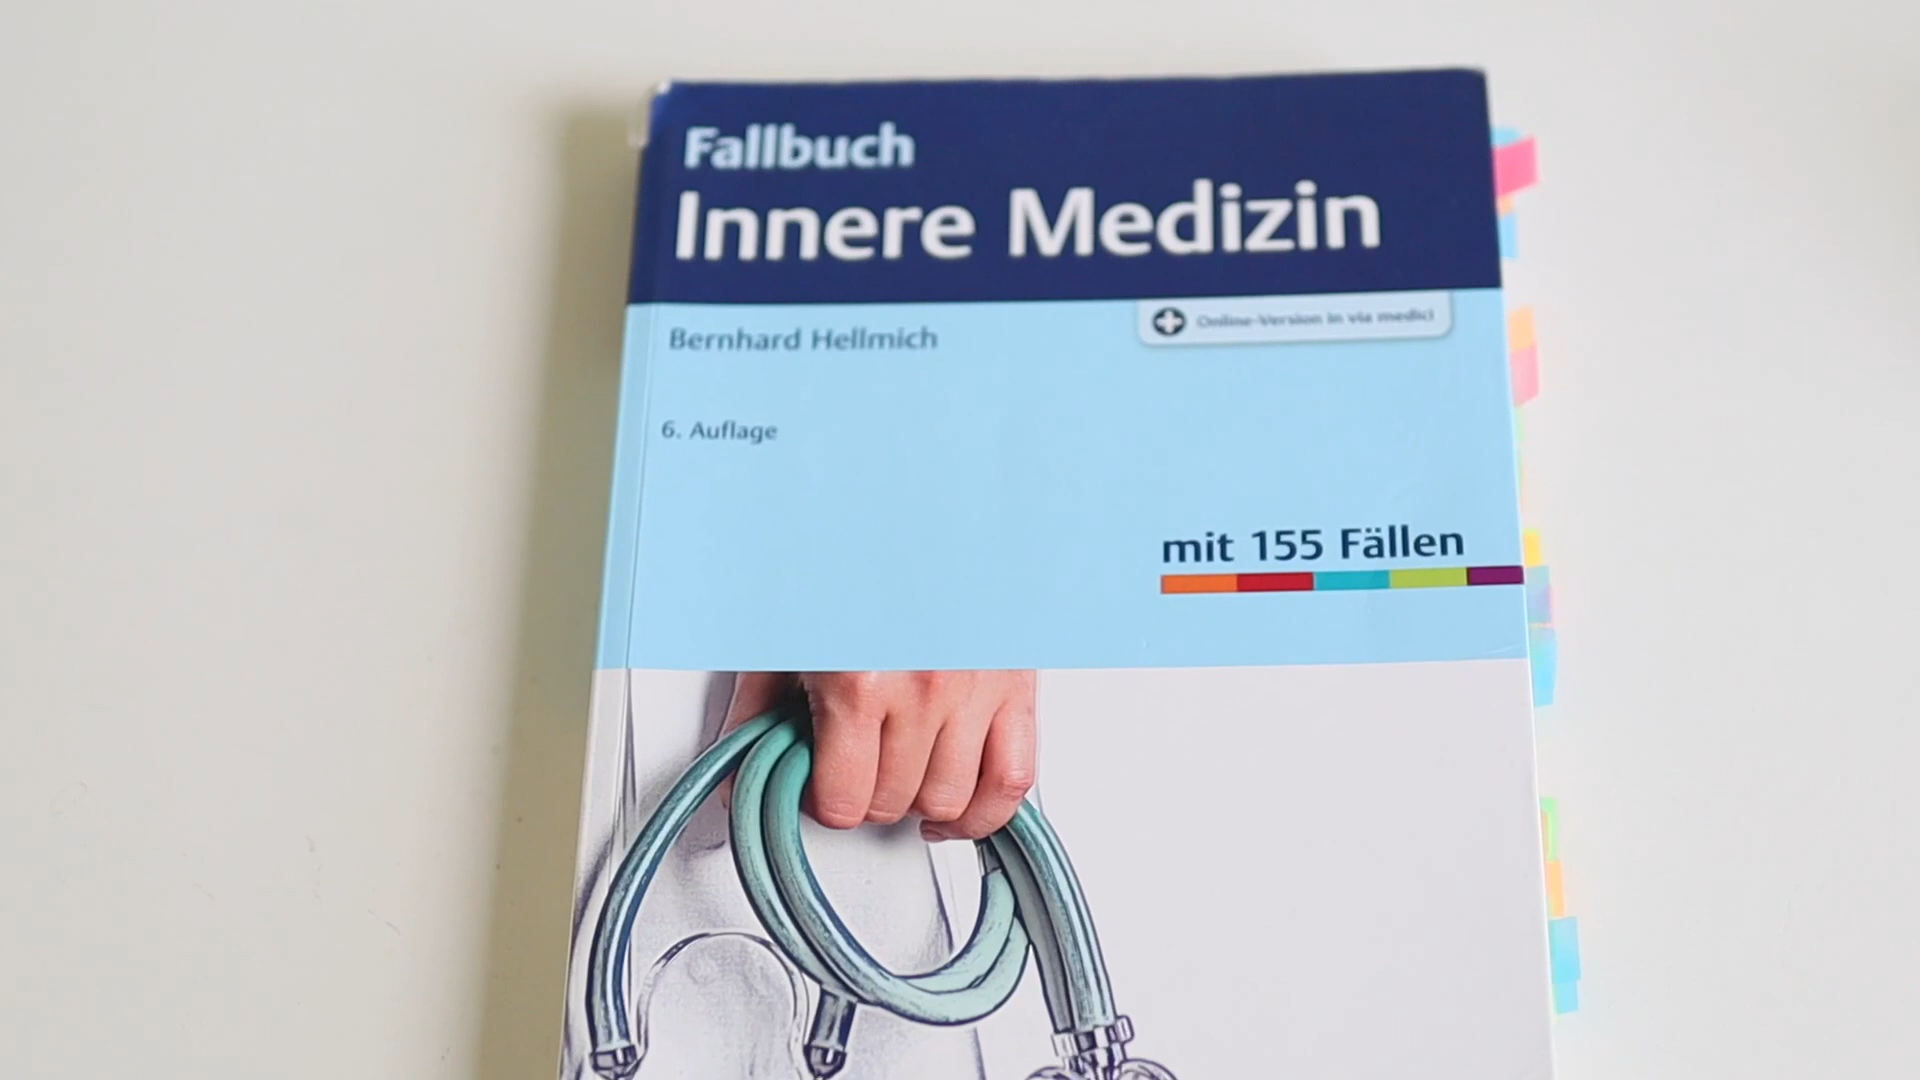 Fallbuch
Innere Medizin
Bernhard Hellmich
Online-Version in via medici
6. Auflage
mit 155 Fällen